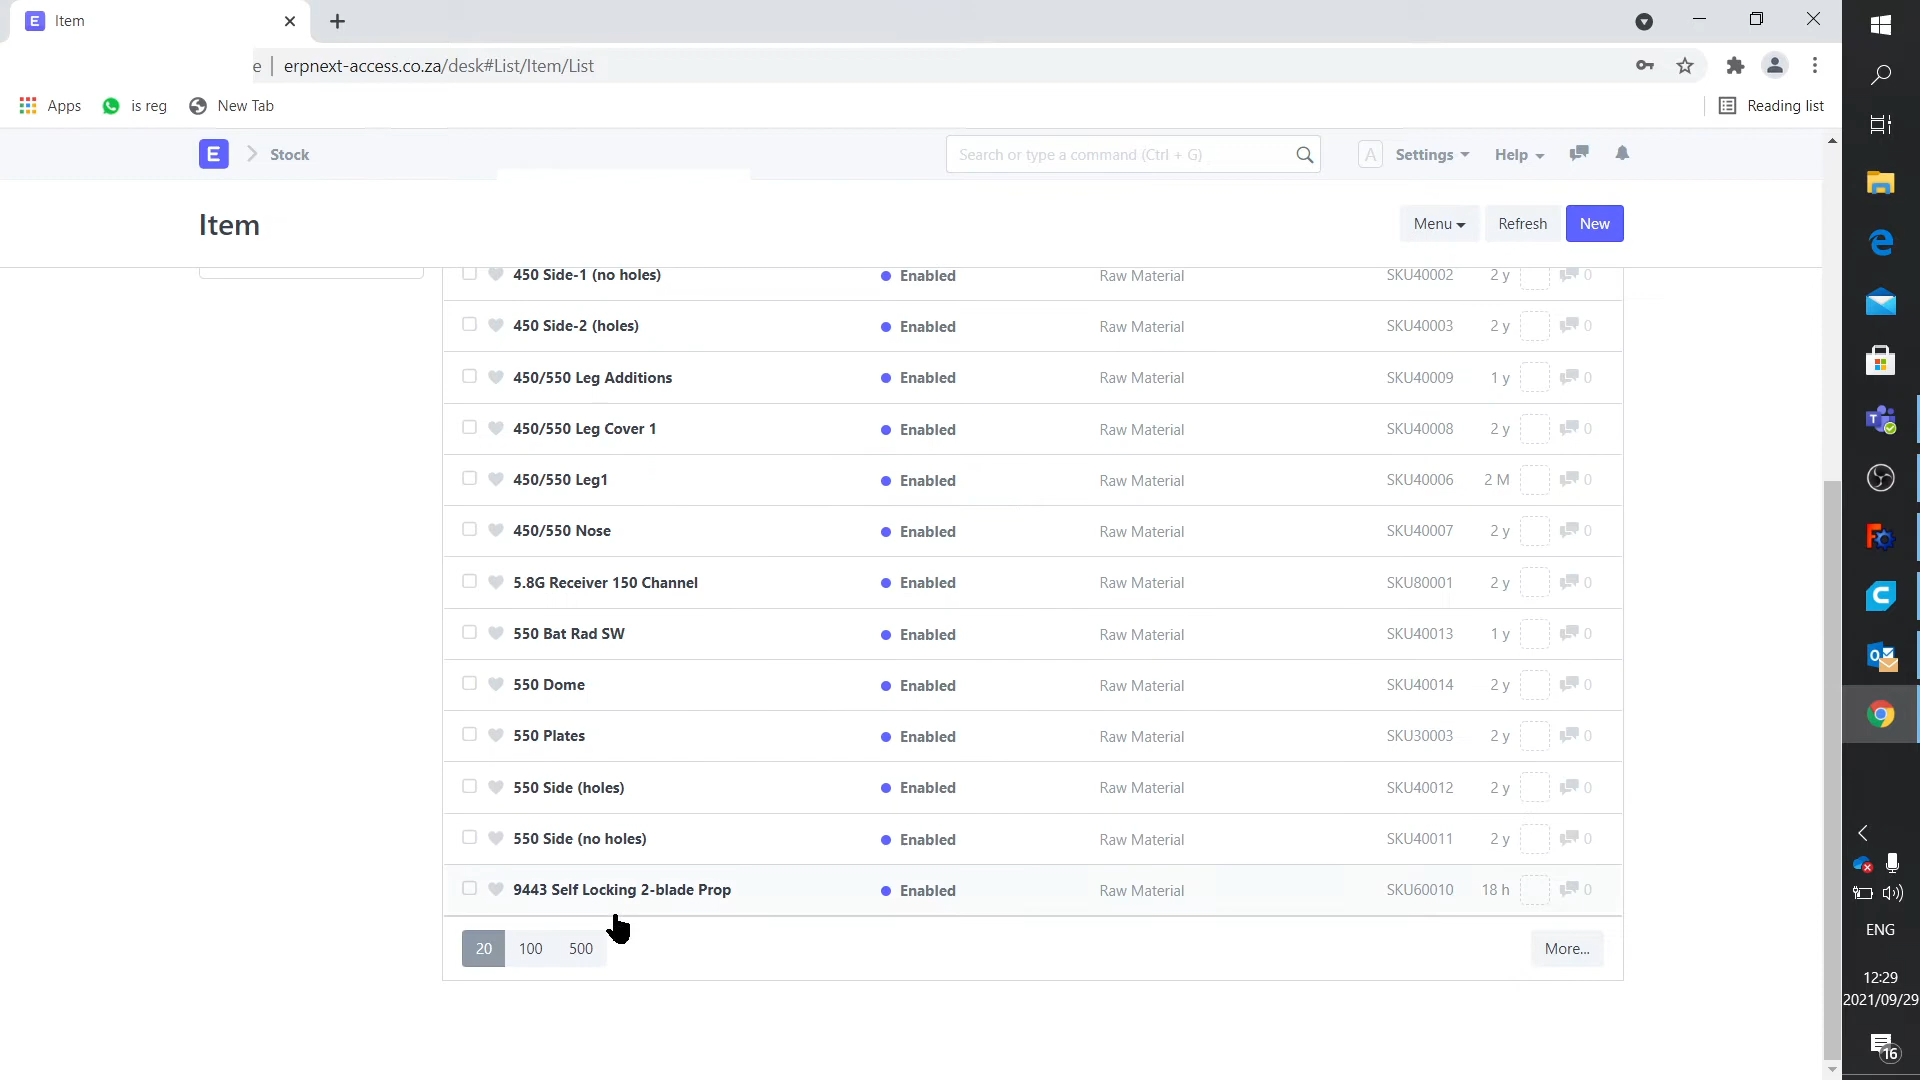 E Item
e | erpnext-access.co.za/desk#List/Item/List
Apps is reg New Tab Reading list
E Stock Search or type a command (Ctrl + G) A Settings Help
Item Menu Refresh New
450 Side-1 (no holes) Enabled Raw Material SKU40002 2 y 0
450 Side-2 (holes) Enabled Raw Material SKU40003 2 y 0
450/550 Leg Additions Enabled Raw Material SKU40009 1 y 0
450/550 Leg Cover 1 Enabled Raw Material SKU40008 2 y 0
450/550 Leg1 Enabled Raw Material SKU40006 2 M 0
450/550 Nose Enabled Raw Material SKU40007 2 y 0
5.8G Receiver 150 Channel Enabled Raw Material SKU80001 2 y 0
550 Bat Rad SW Enabled Raw Material SKU40013 1 y 0
550 Dome Enabled Raw Material SKU40014 2 y 0
550 Plates Enabled Raw Material SKU30003 2 y 0
550 Side (holes) Enabled Raw Material SKU40012 2 y 0
550 Side (no holes) Enabled Raw Material SKU40011 2 y 0
9443 Self Locking 2-blade Prop Enabled Raw Material SKU60010 18 h 0
20 100 500 More...
ENG
12:29
2021/09/29
16